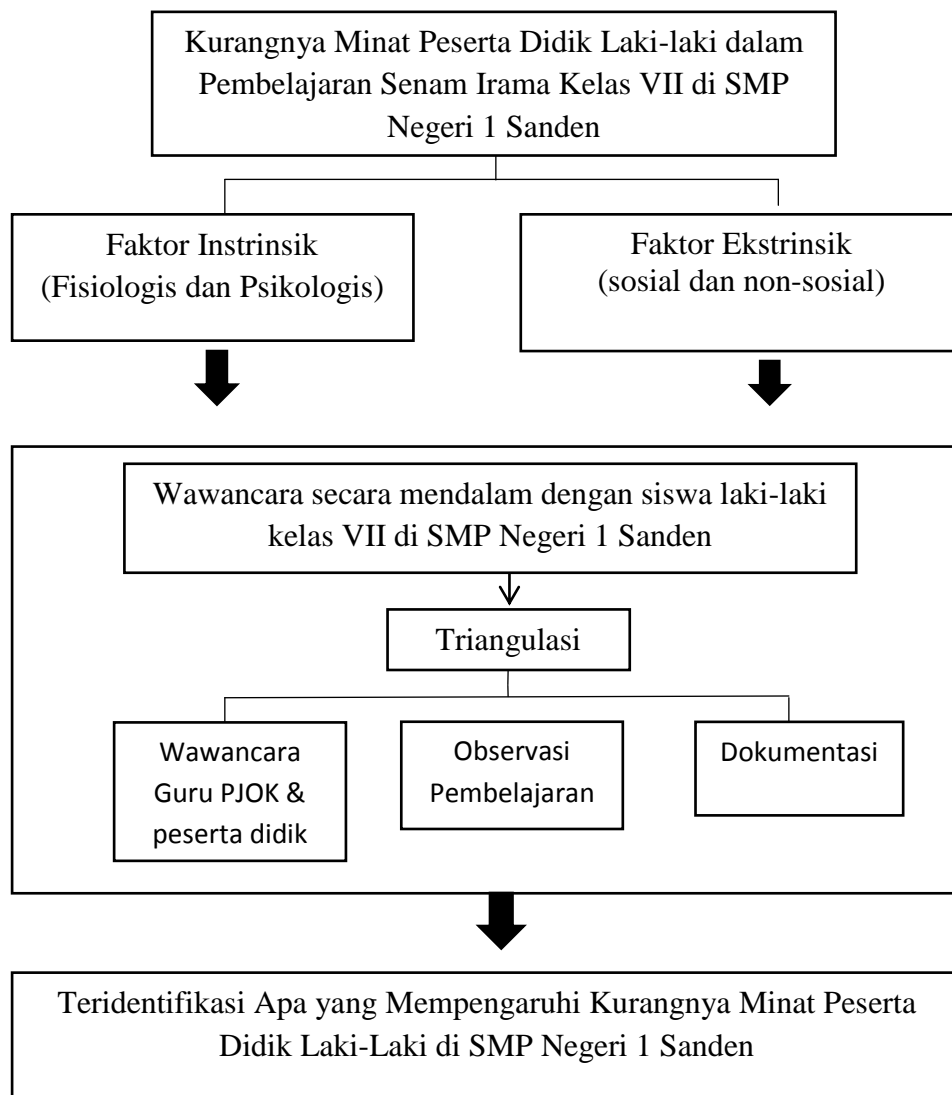 Kurangnya Minat Peserta Didik Laki-laki dalam
Pembelajaran Senam Irama Kelas VII di SMP
Negeri 1 Sanden
Faktor Instrinsik
(Fisiologis dan Psikologis)
Faktor Ekstrinsik
(sosial dan non-sosial)
Wawancara secara mendalam dengan siswa laki-laki
kelas VII di SMP Negeri 1 Sanden
Triangulasi
Wawancara
Guru PJOK &
peserta didik
Observasi
Pembelajaran
Dokumentasi
Teridentifikasi Apa yang Mempengaruhi Kurangnya Minat Peserta
Didik Laki-Laki di SMP Negeri 1 Sanden